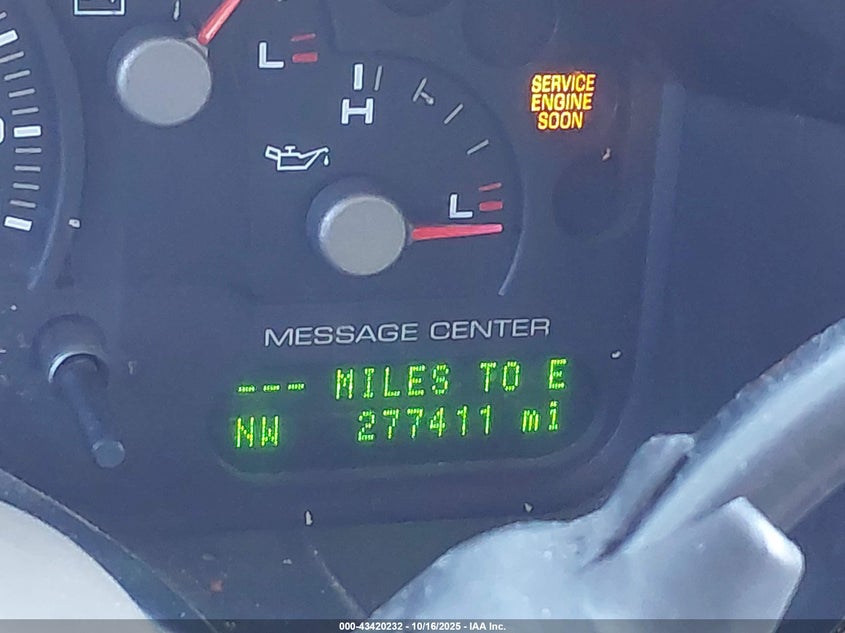 L
H
SERVICE
ENGINE
SOON
L
MESSAGE CENTER
--- MILES TO E
NW 277411 mi
000-43420232 - 10/16/2025 - IAA Inc.